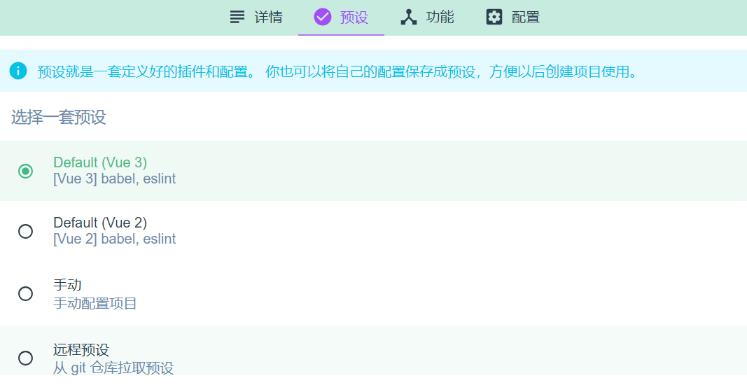 详情 预设 功能 配置
预设就是一套定义好的插件和配置。 你也可以将自己的配置保存成预设，方便以后创建项目使用。
选择一套预设
Default (Vue 3)
[Vue 3] babel, eslint
Default (Vue 2)
[Vue 2] babel, eslint
手动
手动配置项目
远程预设
从 git 仓库拉取预设